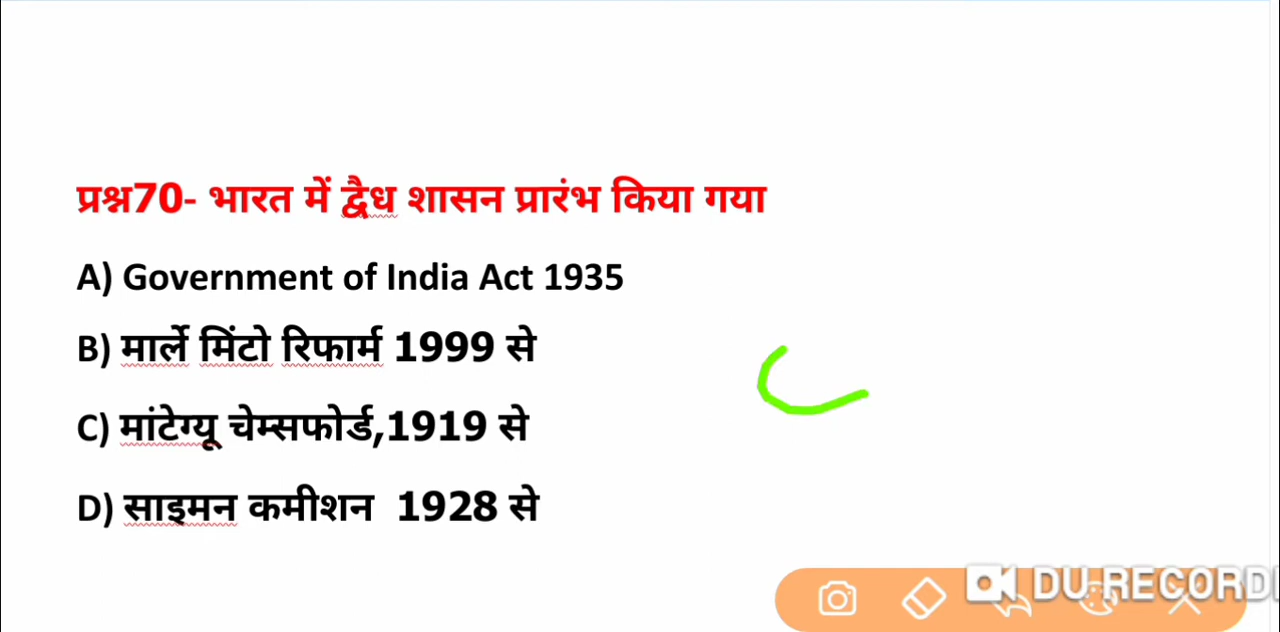 प्रश्न70- भारत में द्वैध शासन प्रारंभ किया गया
A) Government of India Act 1935
B) मार्ले मिंटो रिफार्म 1999 से
C) मांटेग्यू चेम्सफोर्ड,1919 से
D) साइमन कमीशन 1928 से
DU RECORD